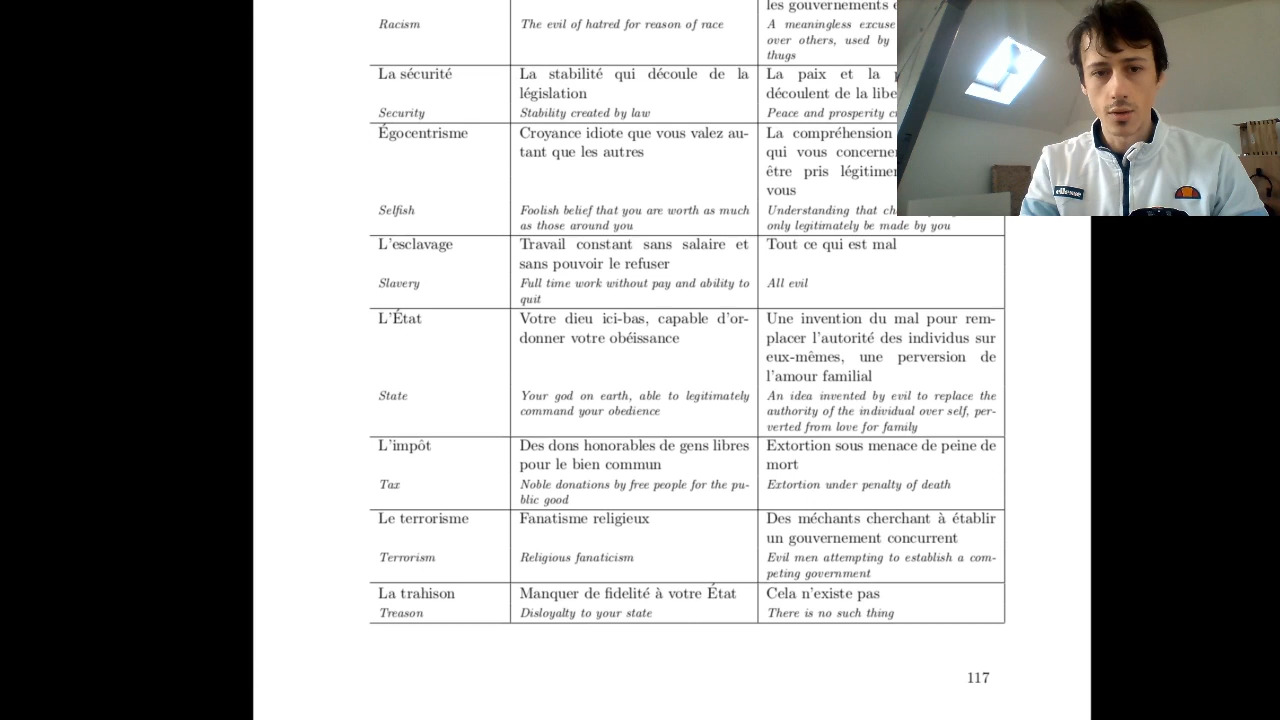 les gouvernements
Racism
The evil of hatred for reason of race
A meaningless excuse
over others, used by
thugs
La sécurité
La stabilité qui découle de la
législation
La paix et la
découlent de la
Security
Stability created by law
Peace and prosperity
Égocentrisme
Croyance idiote que vous valez au-
tant que les autres
La compréhension
qui vous
être pris
vous
Selfish
Foolish belief that you are worth as much
as those around you
Understanding that
only legitimately be made by you
L'esclavage
Travail constant sans salaire et
sans pouvoir le refuser
Tout ce qui est mal
Slavery
Full time work without pay and ability to
quit
All evil
L'État
Votre dieu ici-bas, capable d'or-
donner votre obéissance
Une invention du mal pour rem-
placer l'autorité des individus sur
eux-mêmes, une perversion de
l'amour familial
State
Your god on earth, able to legitimately
command your obedience
An idea invented by evil to replace the
authority of the individual over self, per-
verted from love for family
L'impôt
Des dons honorables de gens libres
pour le bien commun
Extortion sous menace de peine de
mort
Tax
Noble donations by free people for the pu-
blic good
Extortion under penalty of death
Le terrorisme
Fanatisme religieux
Des méchants cherchant à établir
un gouvernement concurrent
Terrorism
Religious fanaticism
Evil men attempting to establish a com-
peting government
La trahison
Manquer de fidelité à votre État
Cela n'existe pas
Treason
Disloyalty to your state
There is no such thing
117
ellesse